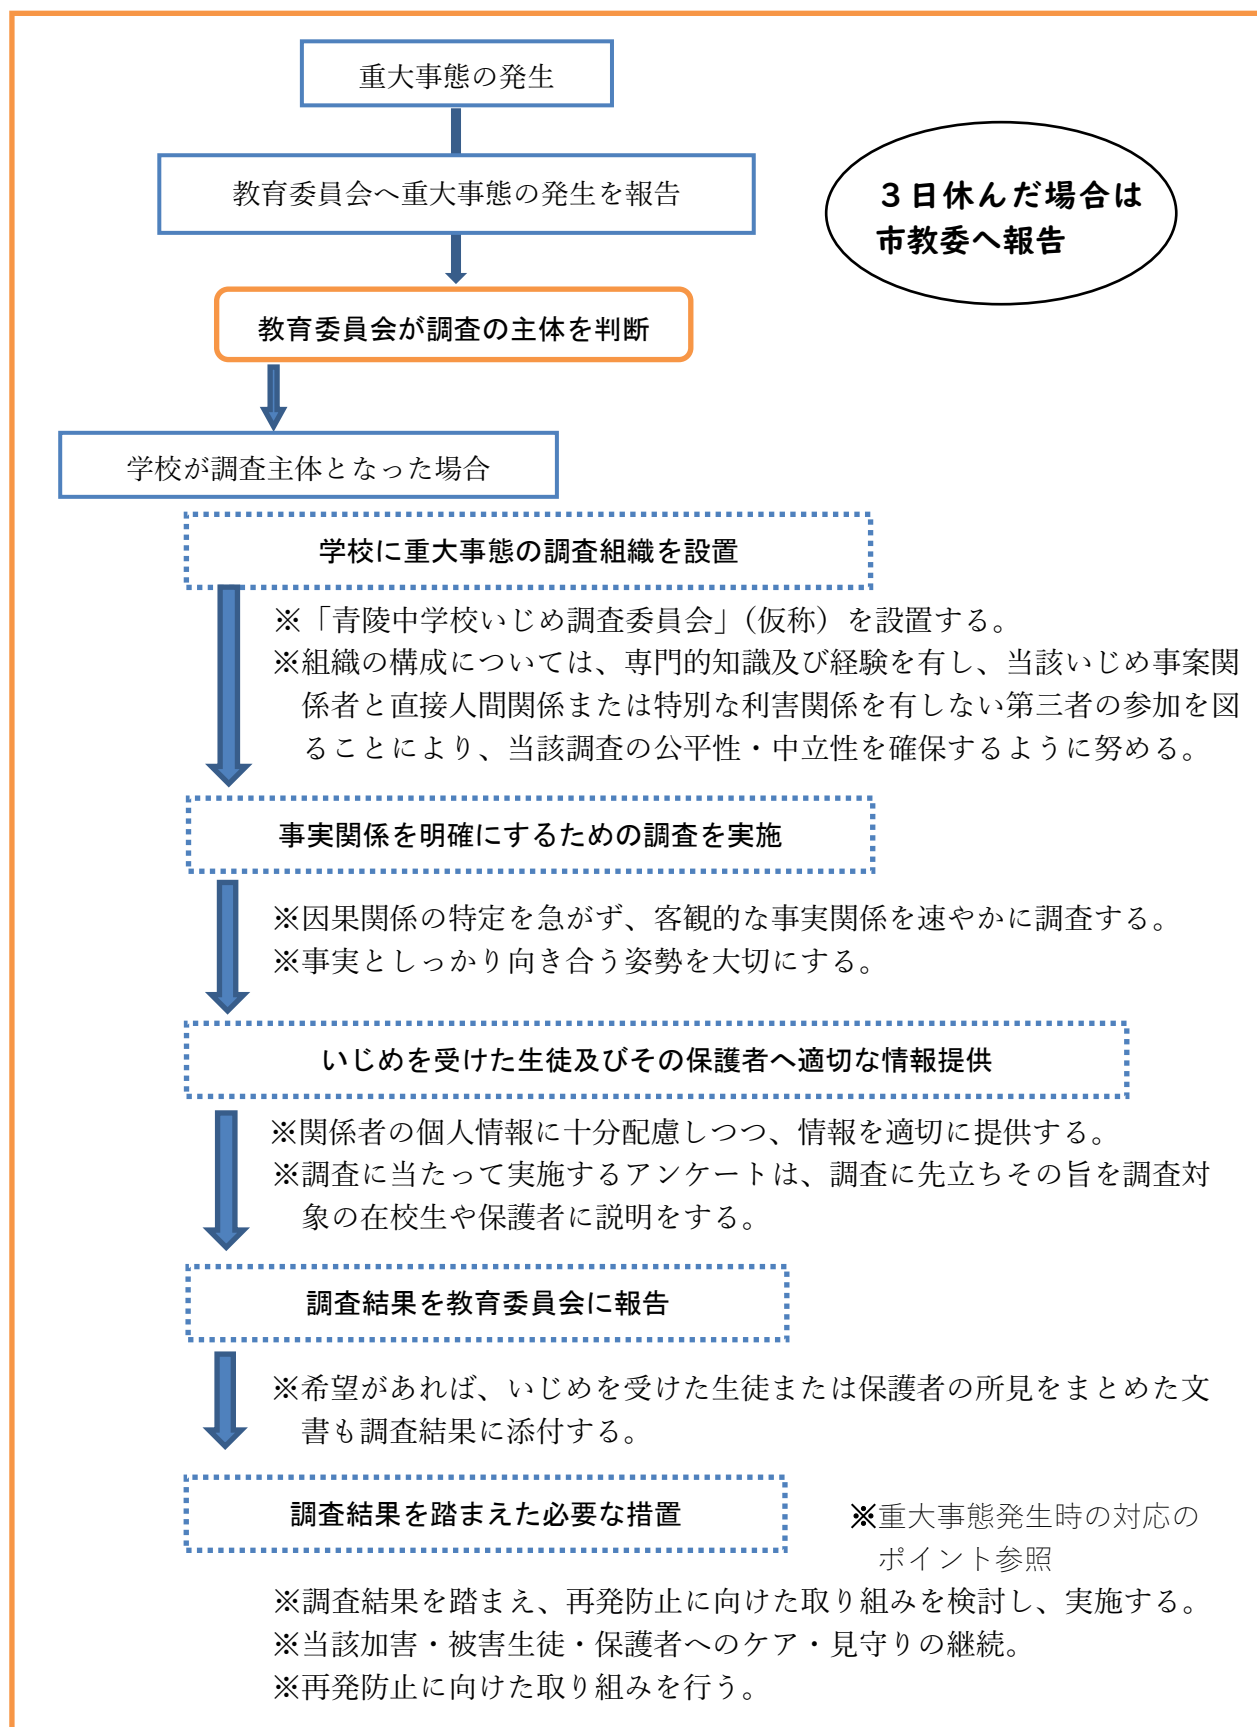 重大事態の発生
教育委員会へ重大事態の発生を報告
３日休んだ場合は
市教委へ報告
教育委員会が調査の主体を判断
学校が調査主体となった場合
学校に重大事態の調査組織を設置
※「青陵中学校いじめ調査委員会」（仮称）を設置する。
※組織の構成については、専門的知識及び経験を有し、当該いじめ事案関
係者と直接人間関係または特別な利害関係を有しない第三者の参加を図
ることにより、当該調査の公平性・中立性を確保するように努める。
事実関係を明確にするための調査を実施
※因果関係の特定を急がず、客観的な事実関係を速やかに調査する。
※事実としっかり向き合う姿勢を大切にする。
いじめを受けた生徒及びその保護者へ適切な情報提供
※関係者の個人情報に十分配慮しつつ、情報を適切に提供する。
※調査に当たって実施するアンケートは、調査に先立ちその旨を調査対
象の在校生や保護者に説明をする。
調査結果を教育委員会に報告
※希望があれば、いじめを受けた生徒または保護者の所見をまとめた文
書も調査結果に添付する。
調査結果を踏まえた必要な措置
※重大事態発生時の対応の
ポイント参照
※調査結果を踏まえ、再発防止に向けた取り組みを検討し、実施する。
※当該加害・被害生徒・保護者へのケア・見守りの継続。
※再発防止に向けた取り組みを行う。